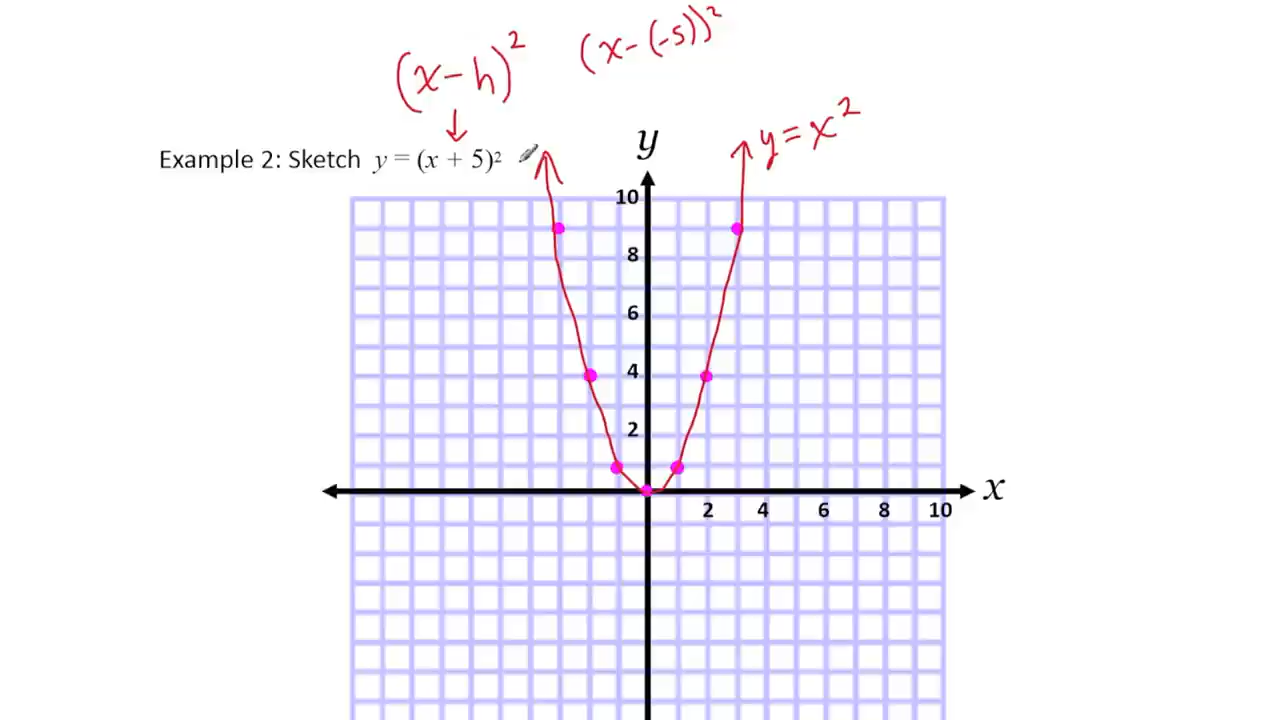 (x-h)² (x-(-5))²
y = x²
Example 2: Sketch y = (x + 5)²
y
10
8
6
4
2
x
2 4 6 8 10